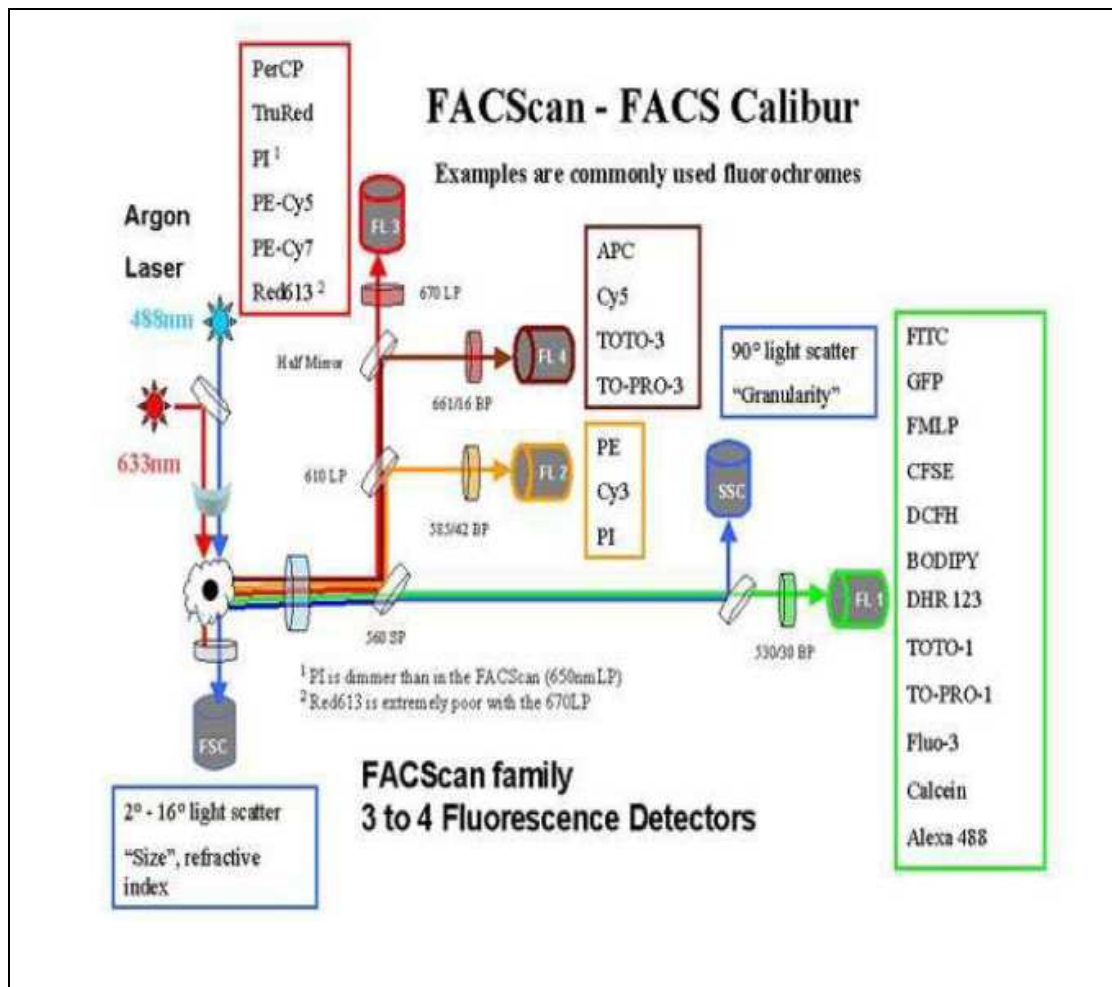 PerCP
TruRed
PI 1
PE-Cy5
PE-Cy7
Red613 2
FACScan - FACS Calibur
Examples are commonly used fluorochromes
Argon
Laser
488nm
633nm
FL 3
670 LP
Half Mirror
FL 4
661/16 BP
APC
Cy5
TOTO-3
TO-PRO-3
610 LP
FL 2
585/42 BP
PE
Cy3
PI
90° light scatter
“Granularity”
SSC
FITC
GFP
FMLP
CFSE
DCFH
BODIPY
DHR 123
TOTO-1
TO-PRO-1
Fluo-3
Calcein
Alexa 488
FL 1
530/30 BP
560 SP
1 PI is dimmer than in the FACScan (650nmLP)
2 Red613 is extremely poor with the 670LP
FSC
2° - 16° light scatter
“Size”, refractive
index
FACScan family
3 to 4 Fluorescence Detectors